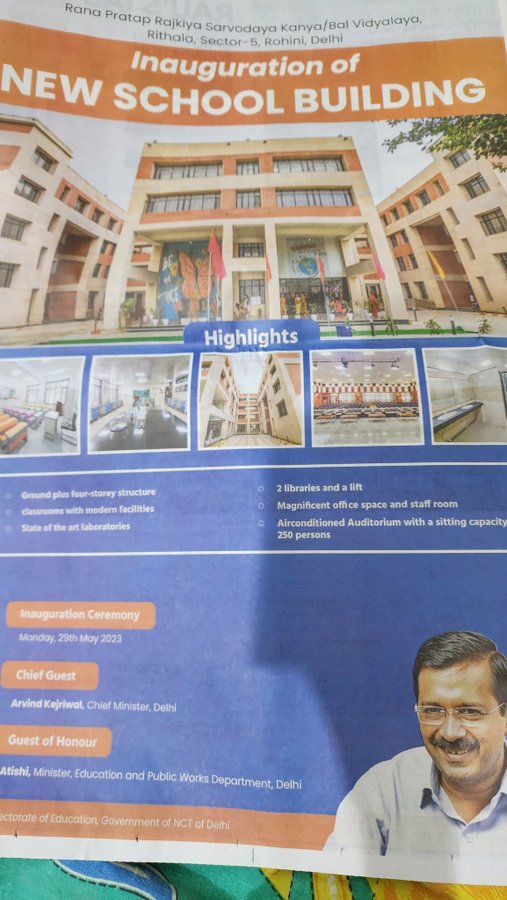 Rana Pratap Rajkiya Sarvodaya Kanya/Bal Vidyalaya,
Rithala, Sector-5, Rohini, Delhi
Inauguration of
NEW SCHOOL BUILDING
Highlights
Ground plus four-storey structure
classrooms with modern facilities
State of the art laboratories
2 libraries and a lift
Magnificent office space and staff room
Airconditioned Auditorium with a sitting capacity
250 persons
Inauguration Ceremony
Monday, 29th May 2023
Chief Guest
Arvind Kejriwal, Chief Minister, Delhi
Guest of Honour
Atishi, Minister, Education and Public Works Department, Delhi
ectorate of Education, Government of NCT of Delhi